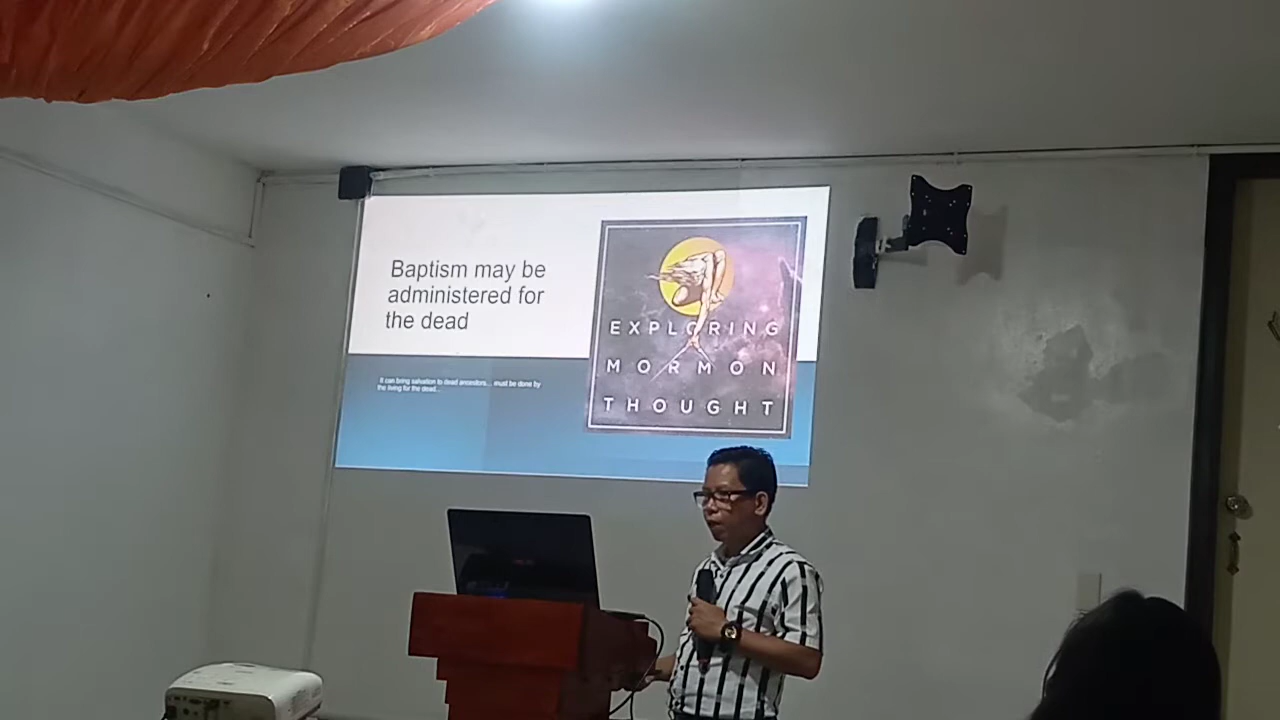 Baptism may be
administered for
the dead
It can bring salvation to dead ancestors... must be done by
the living for the dead...
EXPLORING
MORMON
THOUGHT